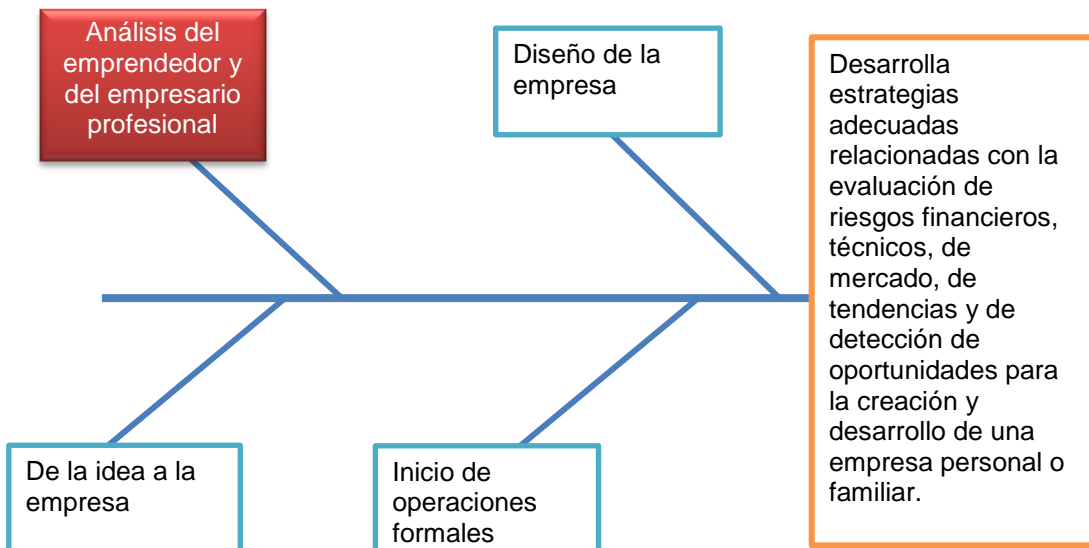 Análisis del
emprendedor y
del empresario
profesional
Diseño de la
empresa
Desarrolla
estrategias
adecuadas
relacionadas con la
evaluación de
riesgos financieros,
técnicos, de
mercado, de
tendencias y de
detección de
oportunidades para
la creación y
desarrollo de una
empresa personal o
familiar.
De la idea a la
empresa
Inicio de
operaciones
formales